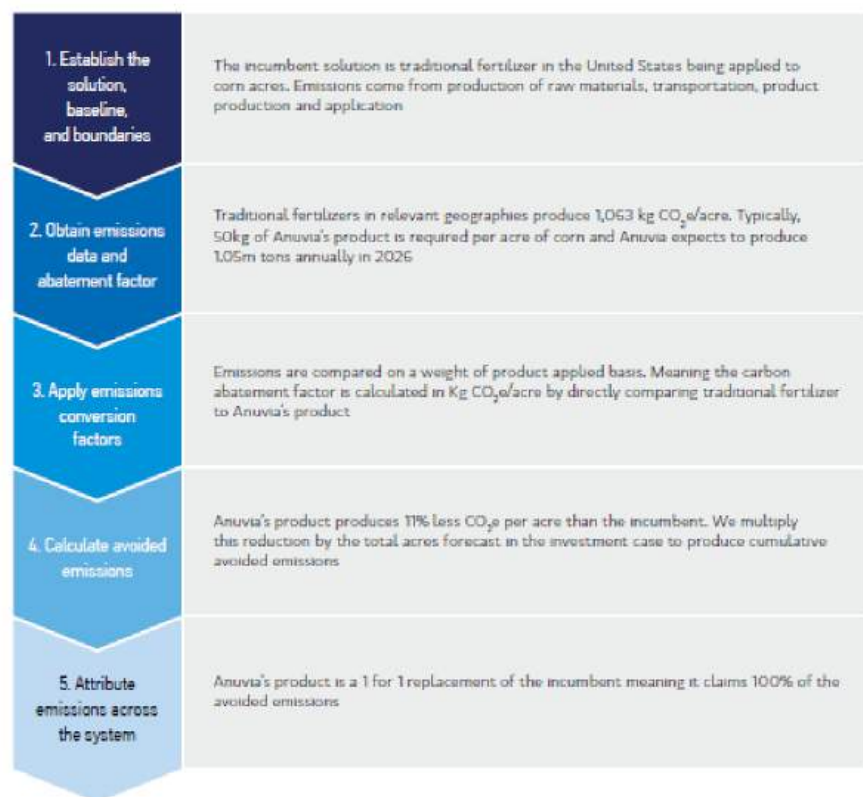 1. Establish the
solution,
baseline,
and boundaries
The incumbent solution is traditional fertilizer in the United States being applied to
corn acres. Emissions come from production of raw materials, transportation, product
production and application
2. Obtain emissions
data and
abatement factor
Traditional fertilizers in relevant geographies produce 1,063 kg CO₂e/acre. Typically,
50kg of Anuvia's product is required per acre of corn and Anuvia expects to produce
1.05m tons annually in 2026
3. Apply emissions
conversion
factors
Emissions are compared on a weight of product applied basis. Meaning the carbon
abatement factor is calculated in Kg CO₂e/acre by directly comparing traditional fertilizer
to Anuvia's product
4. Calculate avoided
emissions
Anuvia's product produces 11% less CO₂e per acre than the incumbent. We multiply
this reduction by the total acres forecast in the investment case to produce cumulative
avoided emissions
5. Attribute
emissions across
the system
Anuvia's product is a 1 for 1 replacement of the incumbent meaning it claims 100% of the
avoided emissions